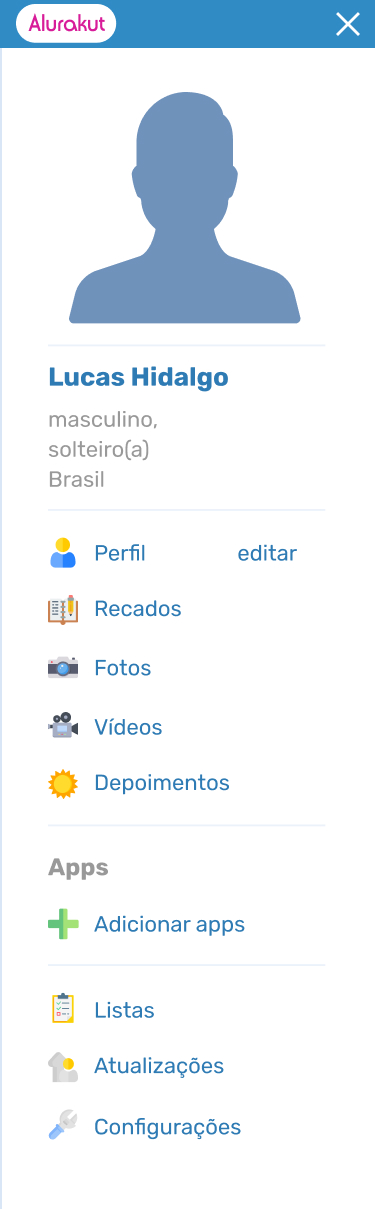 Alurakut
Lucas Hidalgo
masculino,
solteiro(a)
Brasil
Perfil editar
Recados
Fotos
Vídeos
Depoimentos
Apps
Adicionar apps
Listas
Atualizações
Configurações